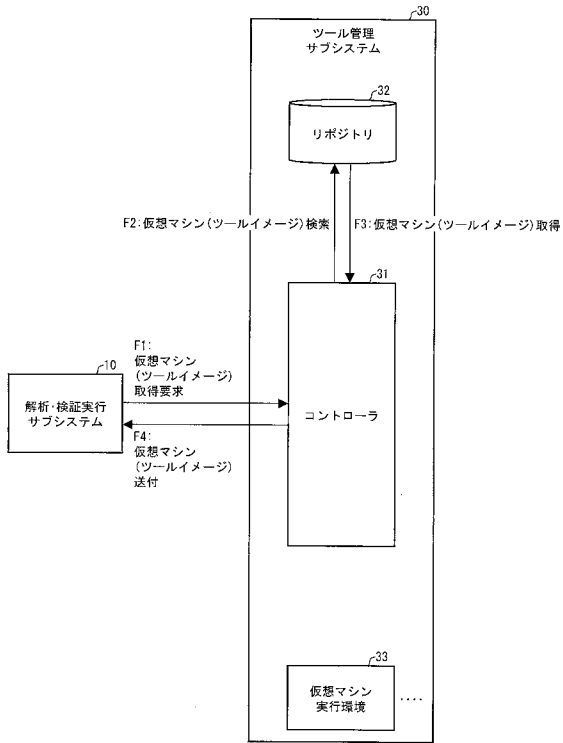 30
ツール管理
サブシステム
32
リポジトリ
F2:仮想マシン(ツールイメージ)検索
F3:仮想マシン(ツールイメージ)取得
31
コントローラ
F1:
仮想マシン
(ツールイメージ)
取得要求
10
解析・検証実行
サブシステム
F4:
仮想マシン
(ツールイメージ)
送付
33
仮想マシン
実行環境
....